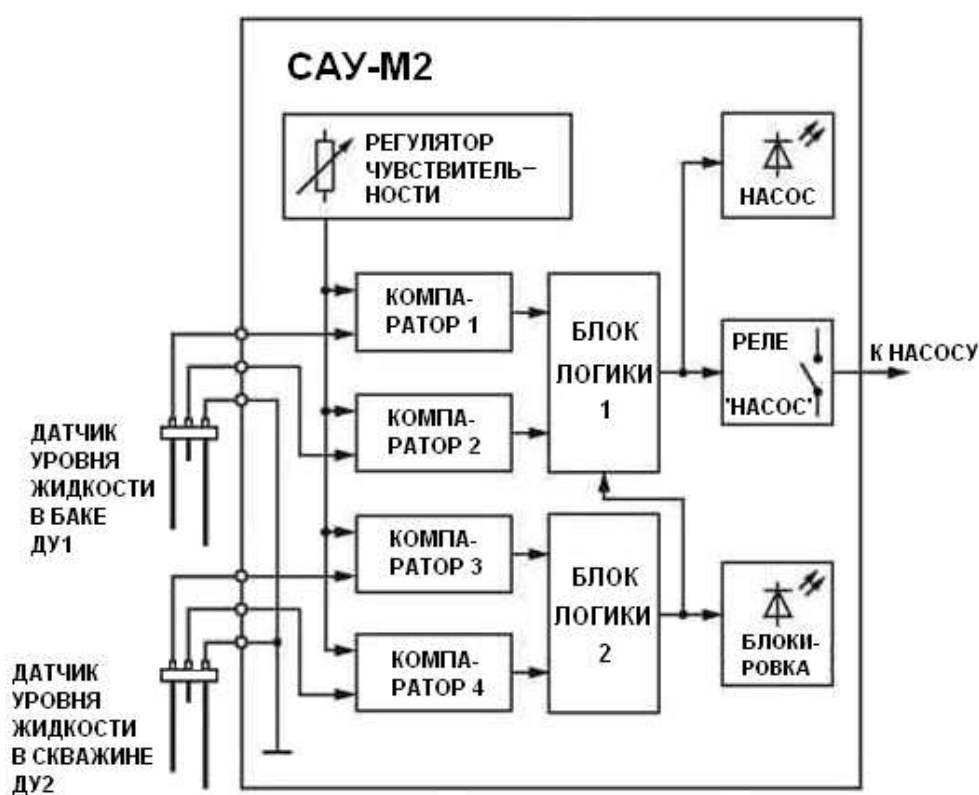 САУ-М2
РЕГУЛЯТОР
ЧУВСТВИТЕЛЬ-
НОСТИ
НАСОС
КОМПА-
РАТОР 1
БЛОК
ЛОГИКИ
1
РЕЛЕ
"НАСОС"
К НАСОСУ
КОМПА-
РАТОР 2
ДАТЧИК
УРОВНЯ
ЖИДКОСТИ
В БАКЕ
ДУ1
КОМПА-
РАТОР 3
БЛОК
ЛОГИКИ
2
БЛОКИ-
РОВКА
КОМПА-
РАТОР 4
ДАТЧИК
УРОВНЯ
ЖИДКОСТИ
В СКВАЖИНЕ
ДУ2